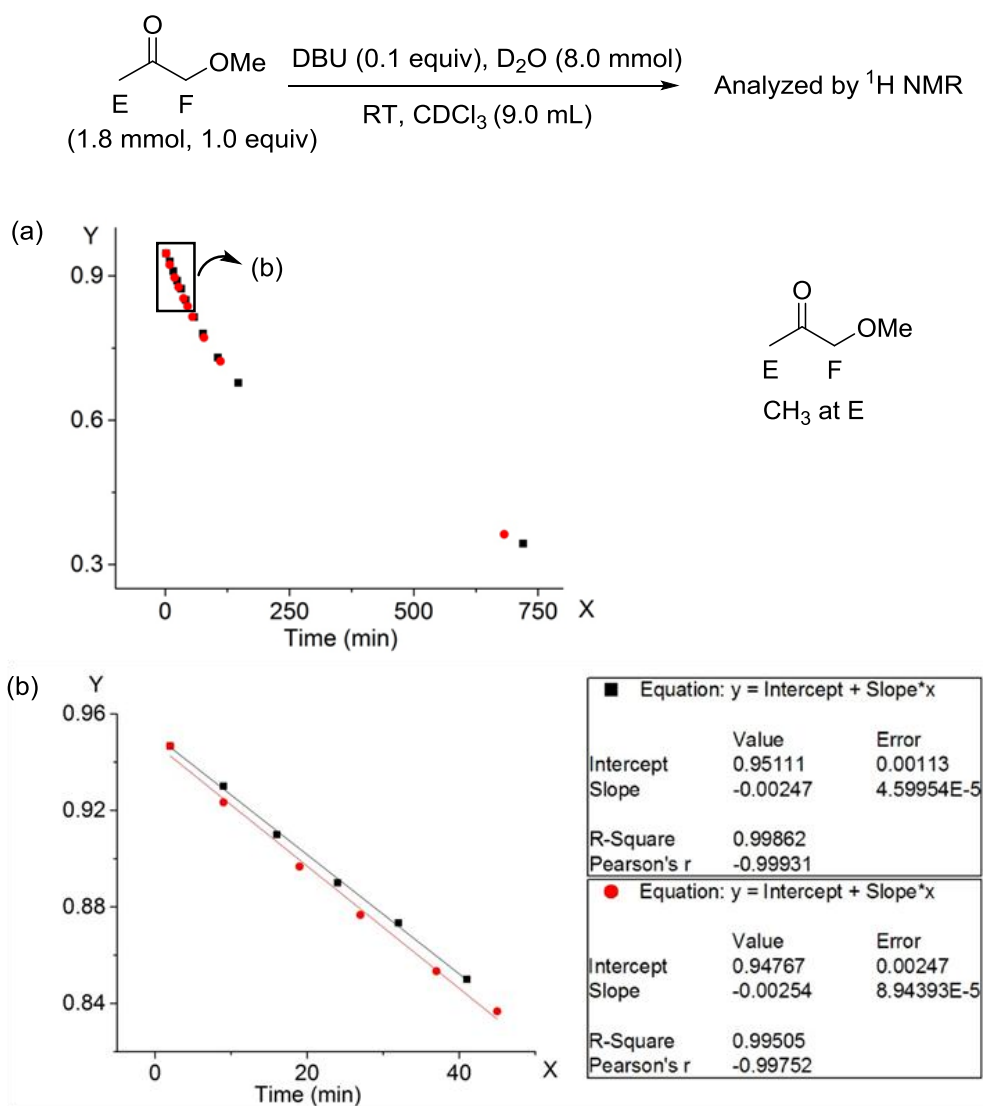 O
OMe
E F
(1.8 mmol, 1.0 equiv)
DBU (0.1 equiv), D₂O (8.0 mmol)
RT, CDCl₃ (9.0 mL)
Analyzed by ¹H NMR
(a)
Y
0.9
0.6
0.3
(b)
0 250 500 750 X
Time (min)
O
OMe
E F
CH₃ at E
(b)
Y
0.96
0.92
0.88
0.84
0 20 40 X
Time (min)
Equation: y = Intercept + Slope*x
Value Error
Intercept 0.95111 0.00113
Slope -0.00247 4.59954E-5
R-Square 0.99862
Pearson's r -0.99931
Equation: y = Intercept + Slope*x
Value Error
Intercept 0.94767 0.00247
Slope -0.00254 8.94393E-5
R-Square 0.99505
Pearson's r -0.99752